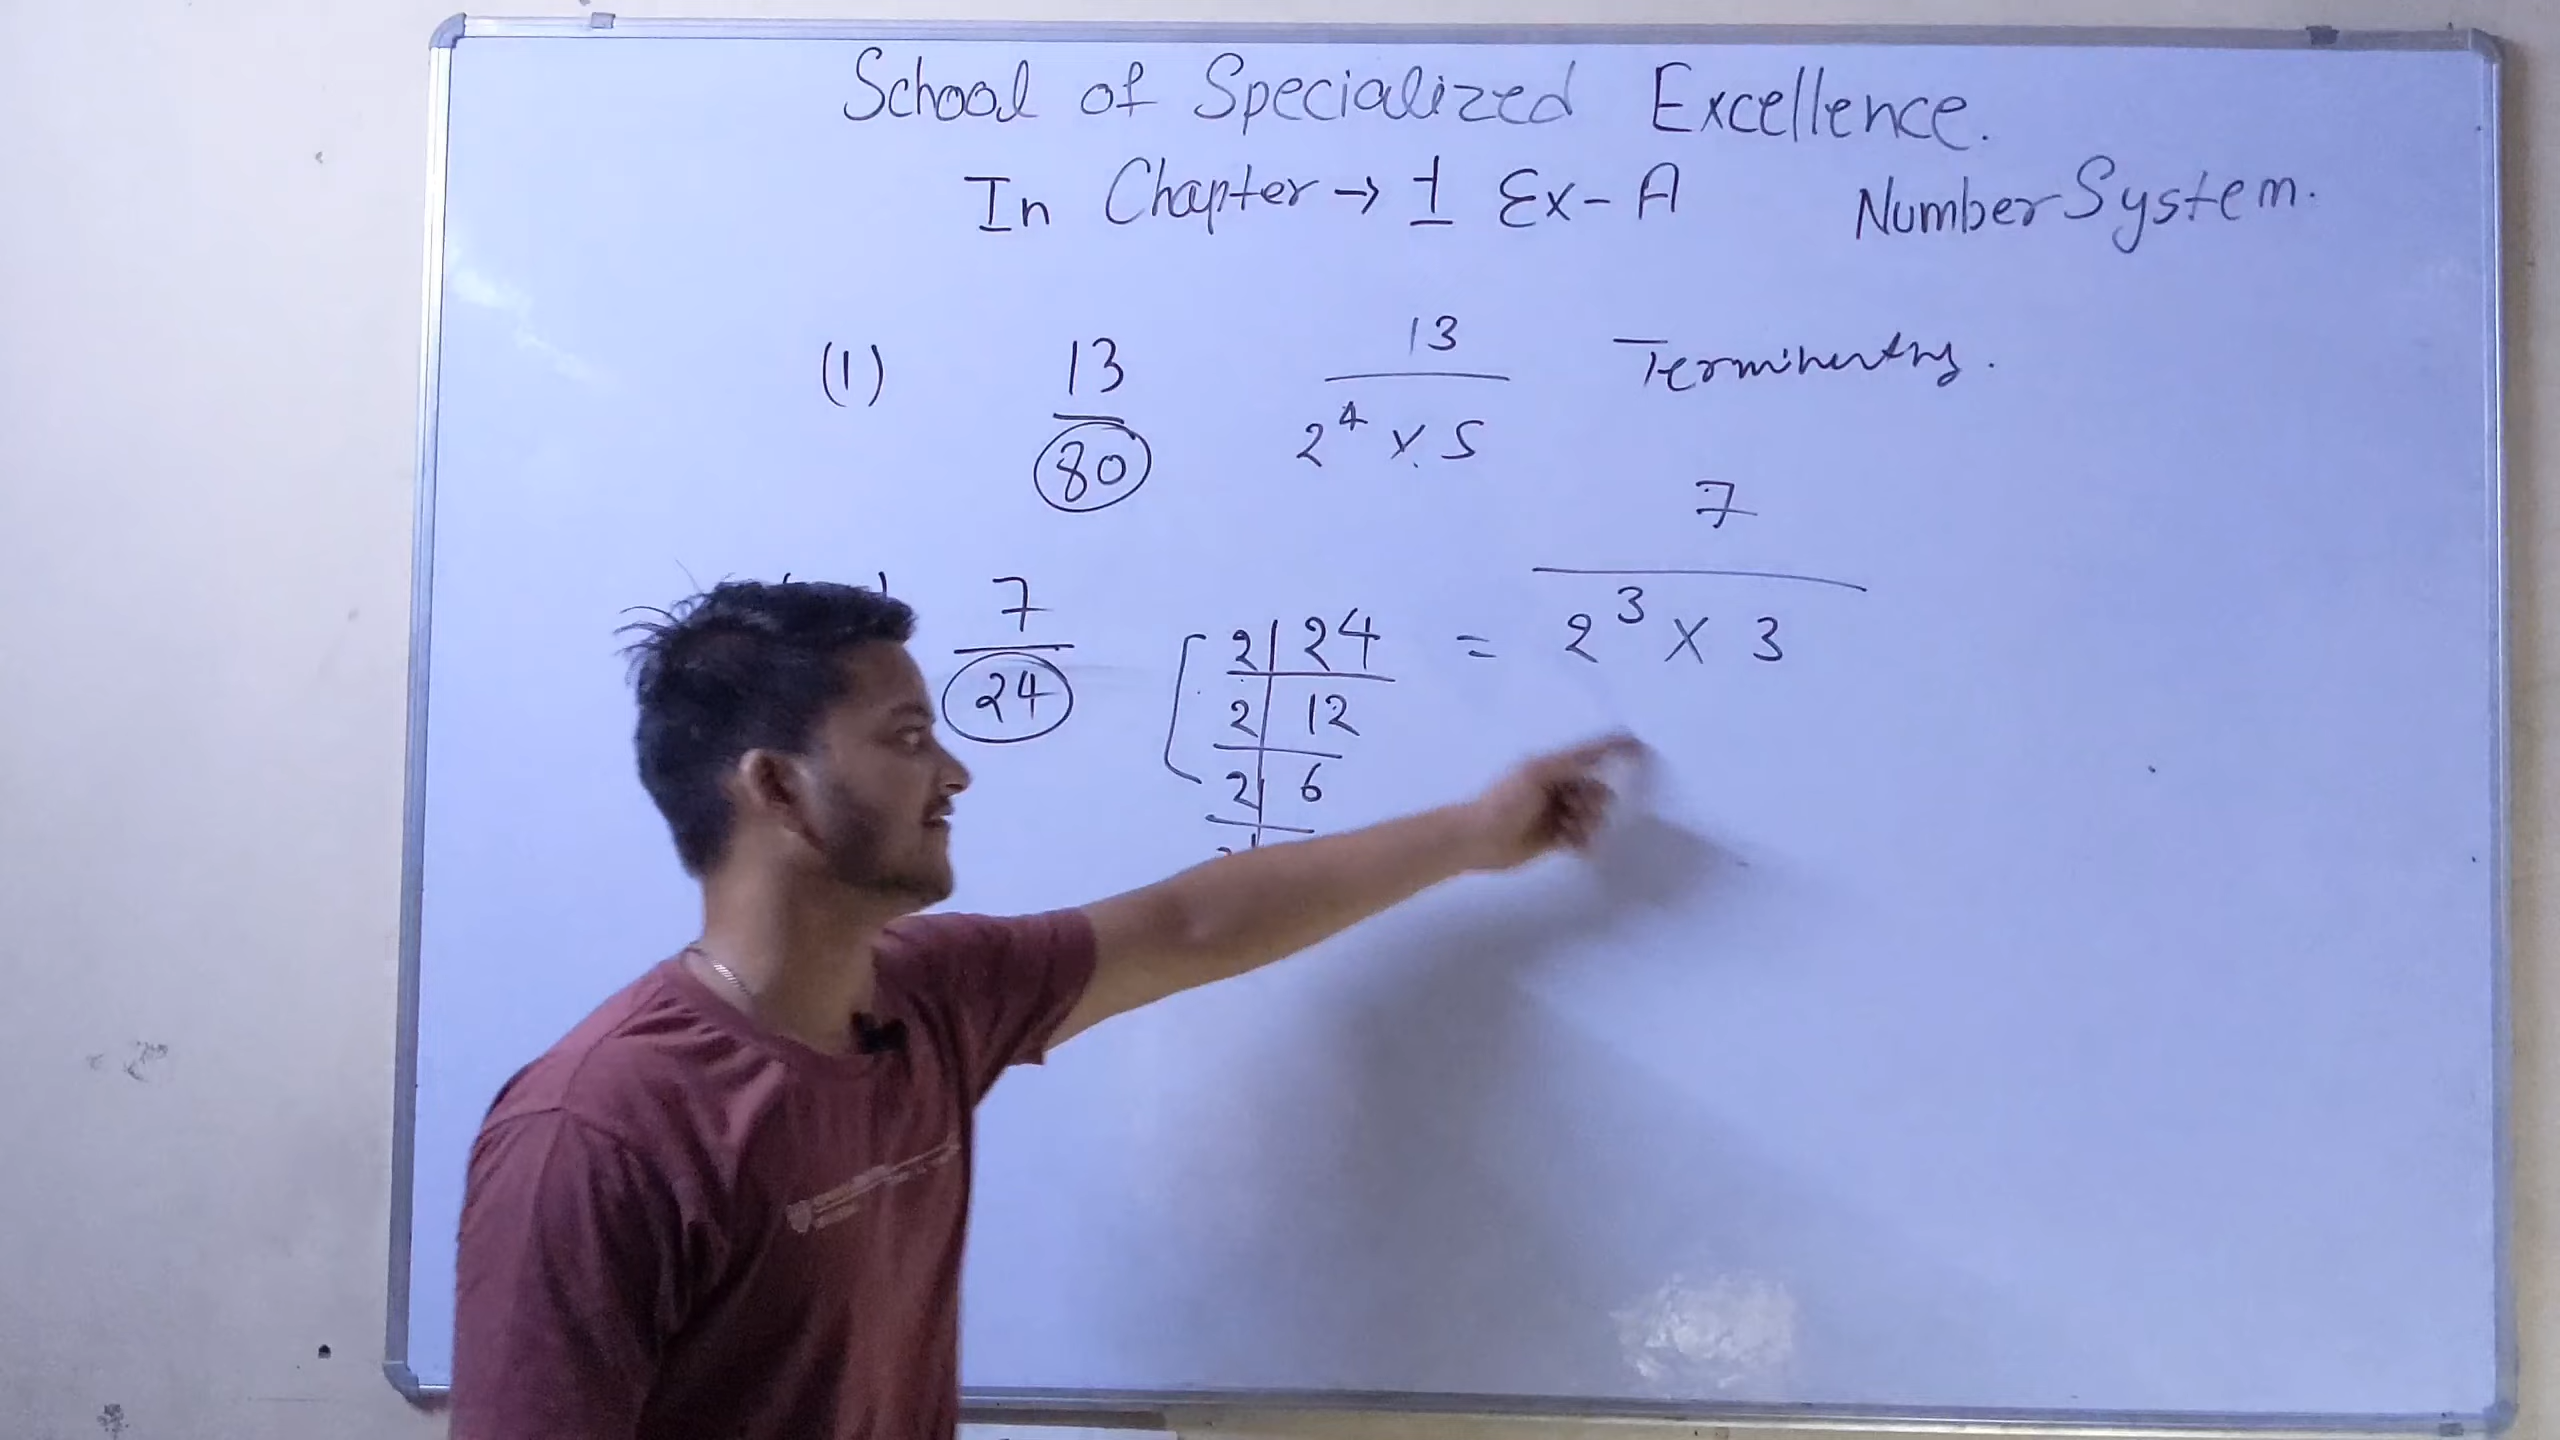 School of Specialized Excellence.
In Chapter → 1 Ex - A Number System.
(1) 13/80 13/2⁴ × 5
7/24 = 7/2³ × 3
2 | 24
2 | 12
2 | 6